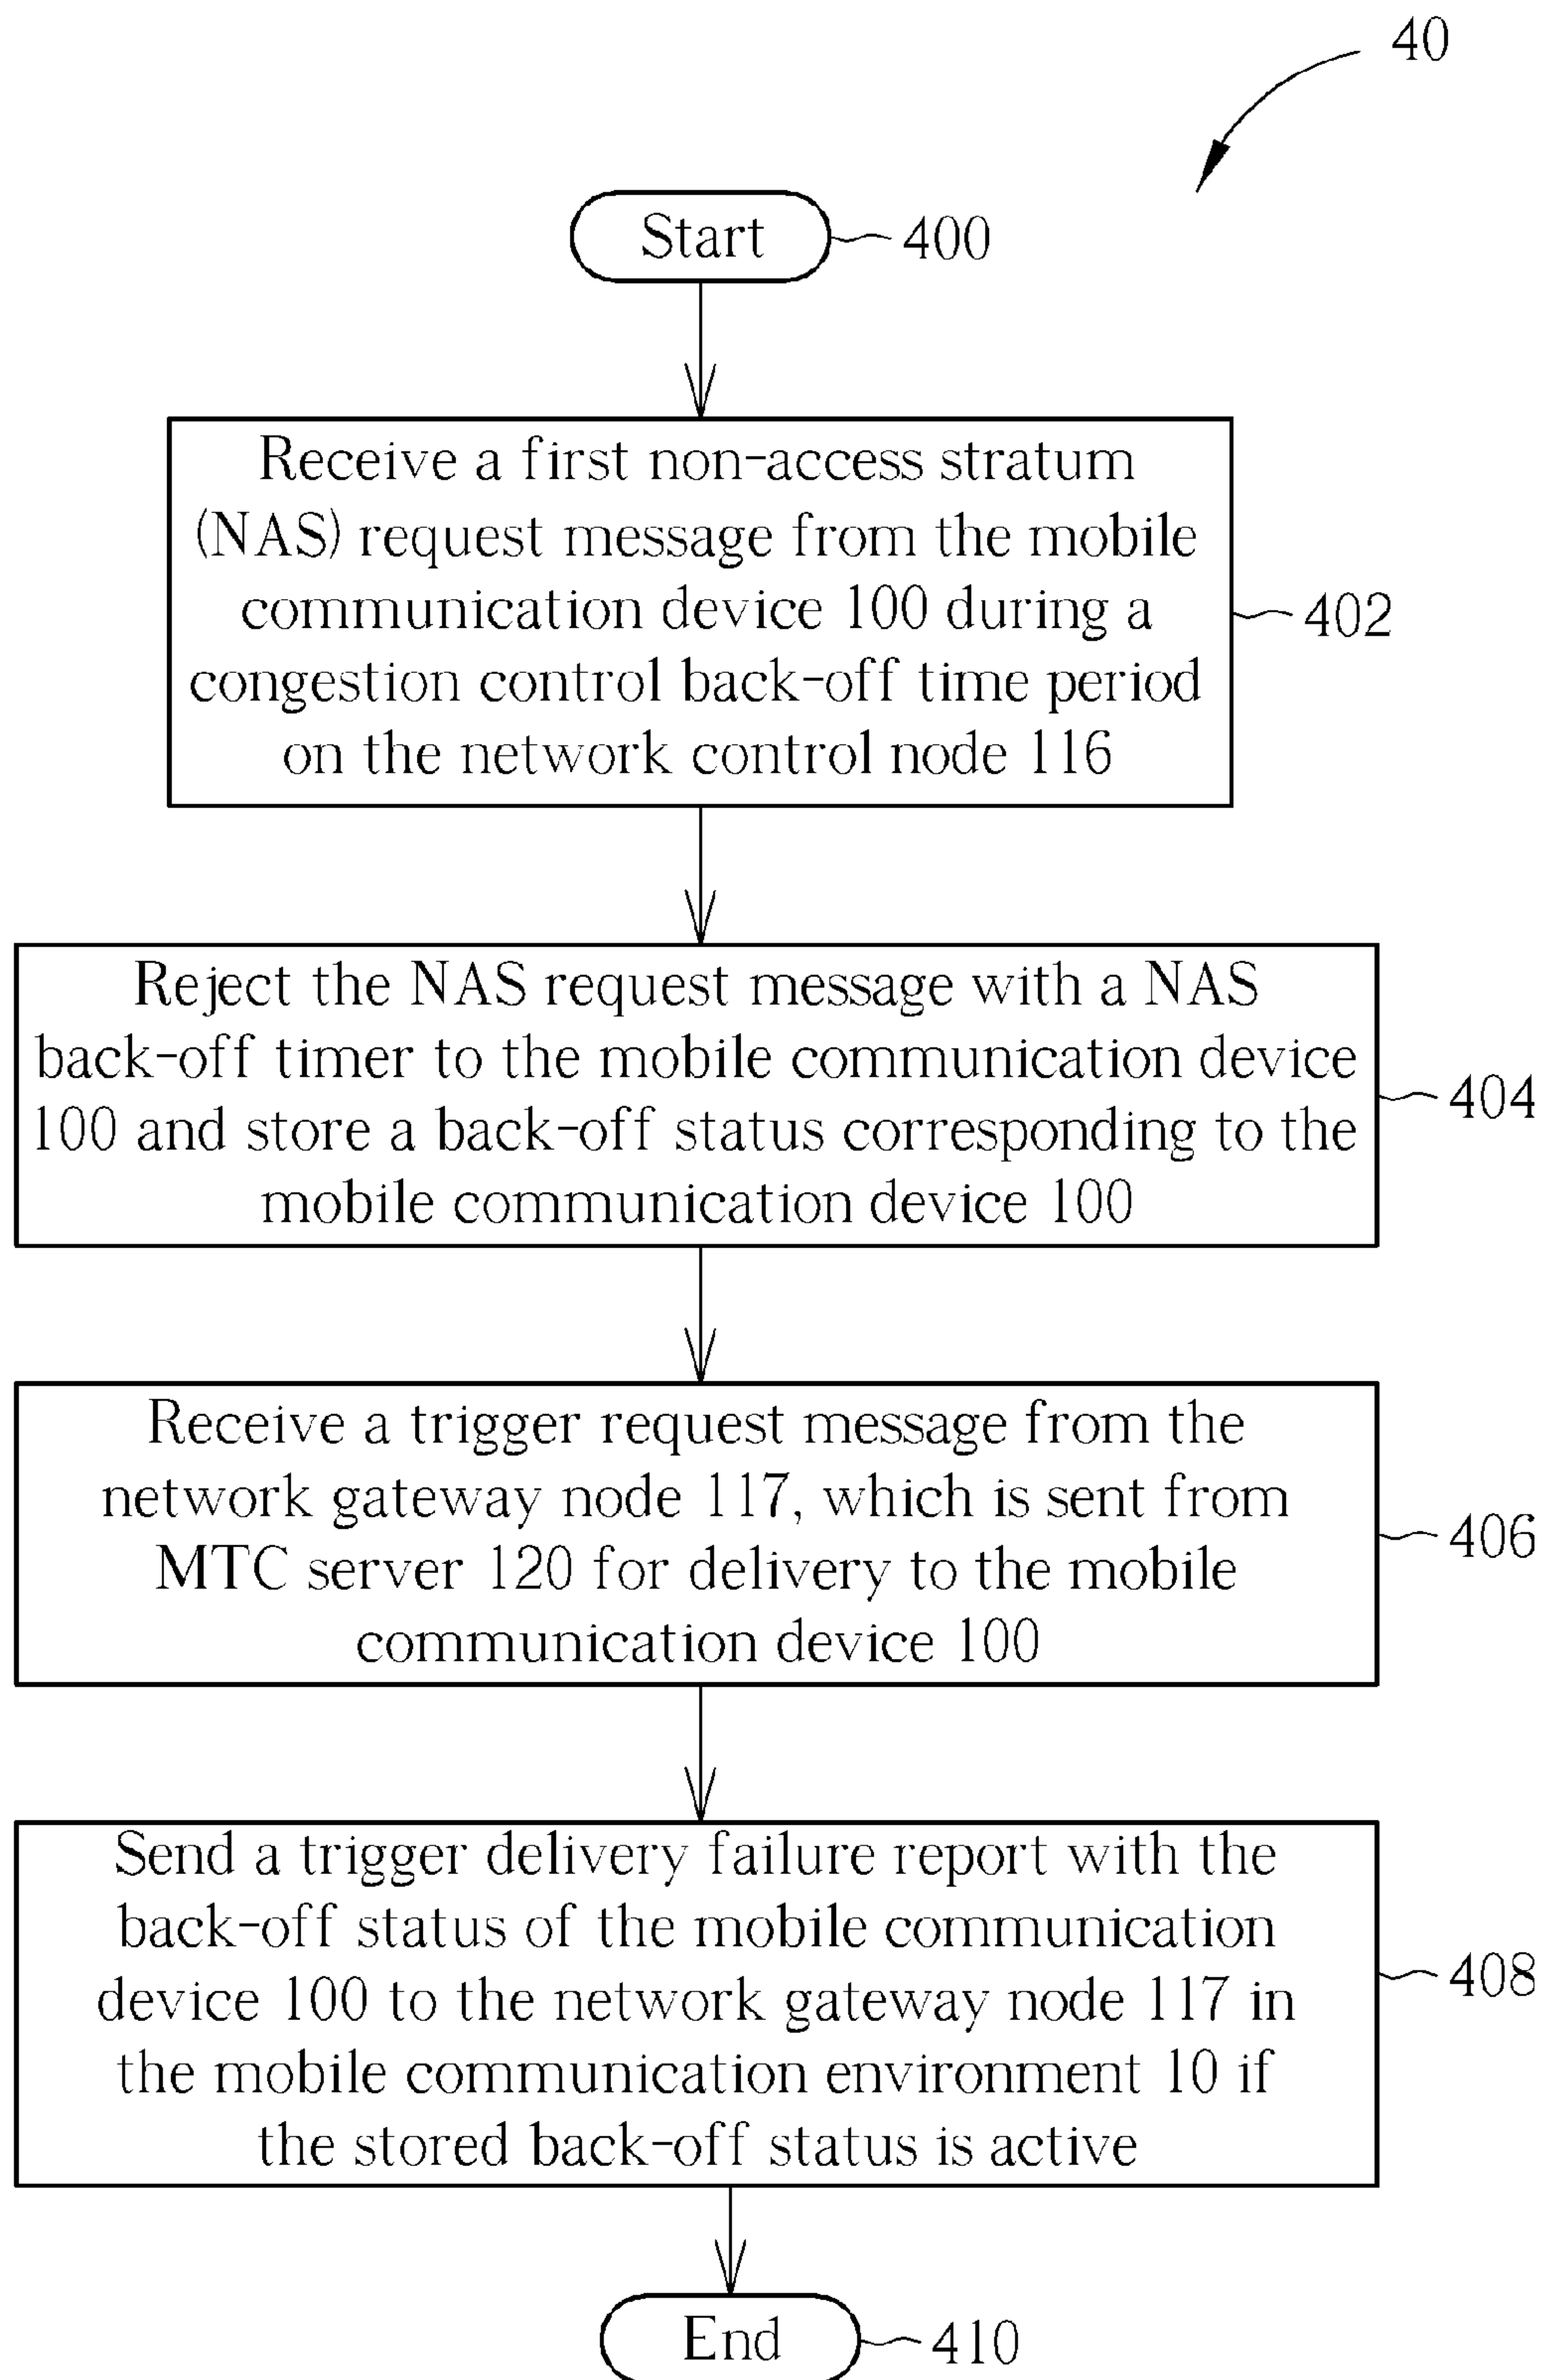 40
Start
400
Receive a first non-access stratum
(NAS) request message from the mobile
communication device 100 during a
congestion control back-off time period
on the network control node 116
402
Reject the NAS request message with a NAS
back-off timer to the mobile communication device
100 and store a back-off status corresponding to the
mobile communication device 100
404
Receive a trigger request message from the
network gateway node 117, which is sent from
MTC server 120 for delivery to the mobile
communication device 100
406
Send a trigger delivery failure report with the
back-off status of the mobile communication
device 100 to the network gateway node 117 in
the mobile communication environment 10 if
the stored back-off status is active
408
End
410